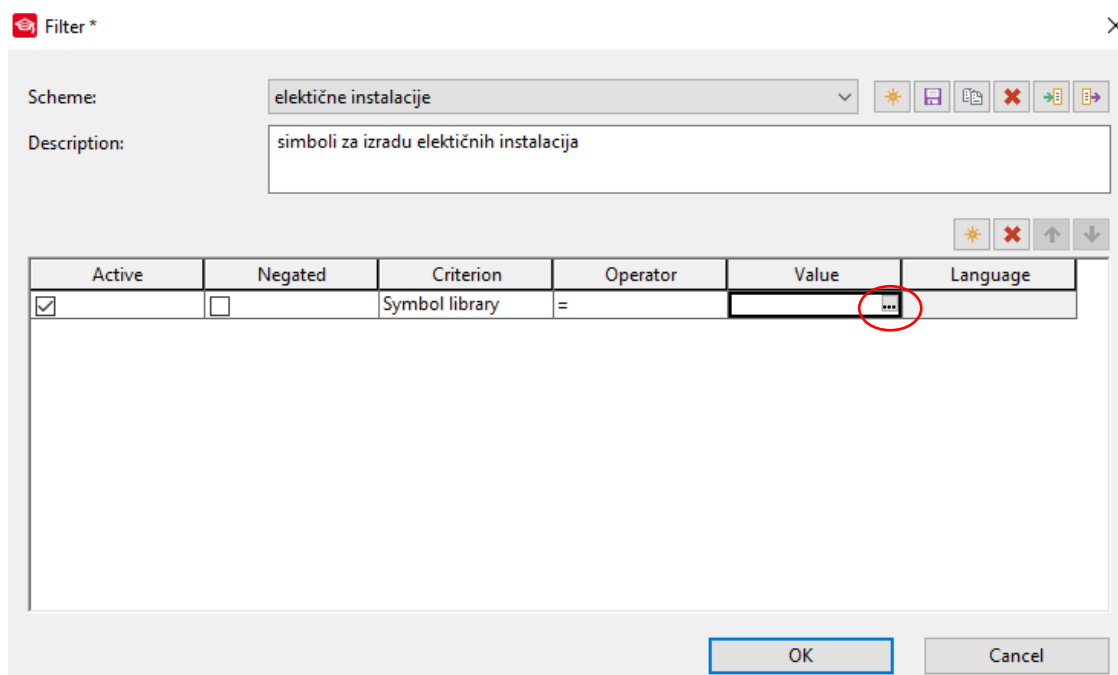 Filter *
Scheme:
elektične instalacije
Description:
simboli za izradu elektičnih instalacija
Active Negated Criterion Operator Value Language
Symbol library = ...
OK Cancel